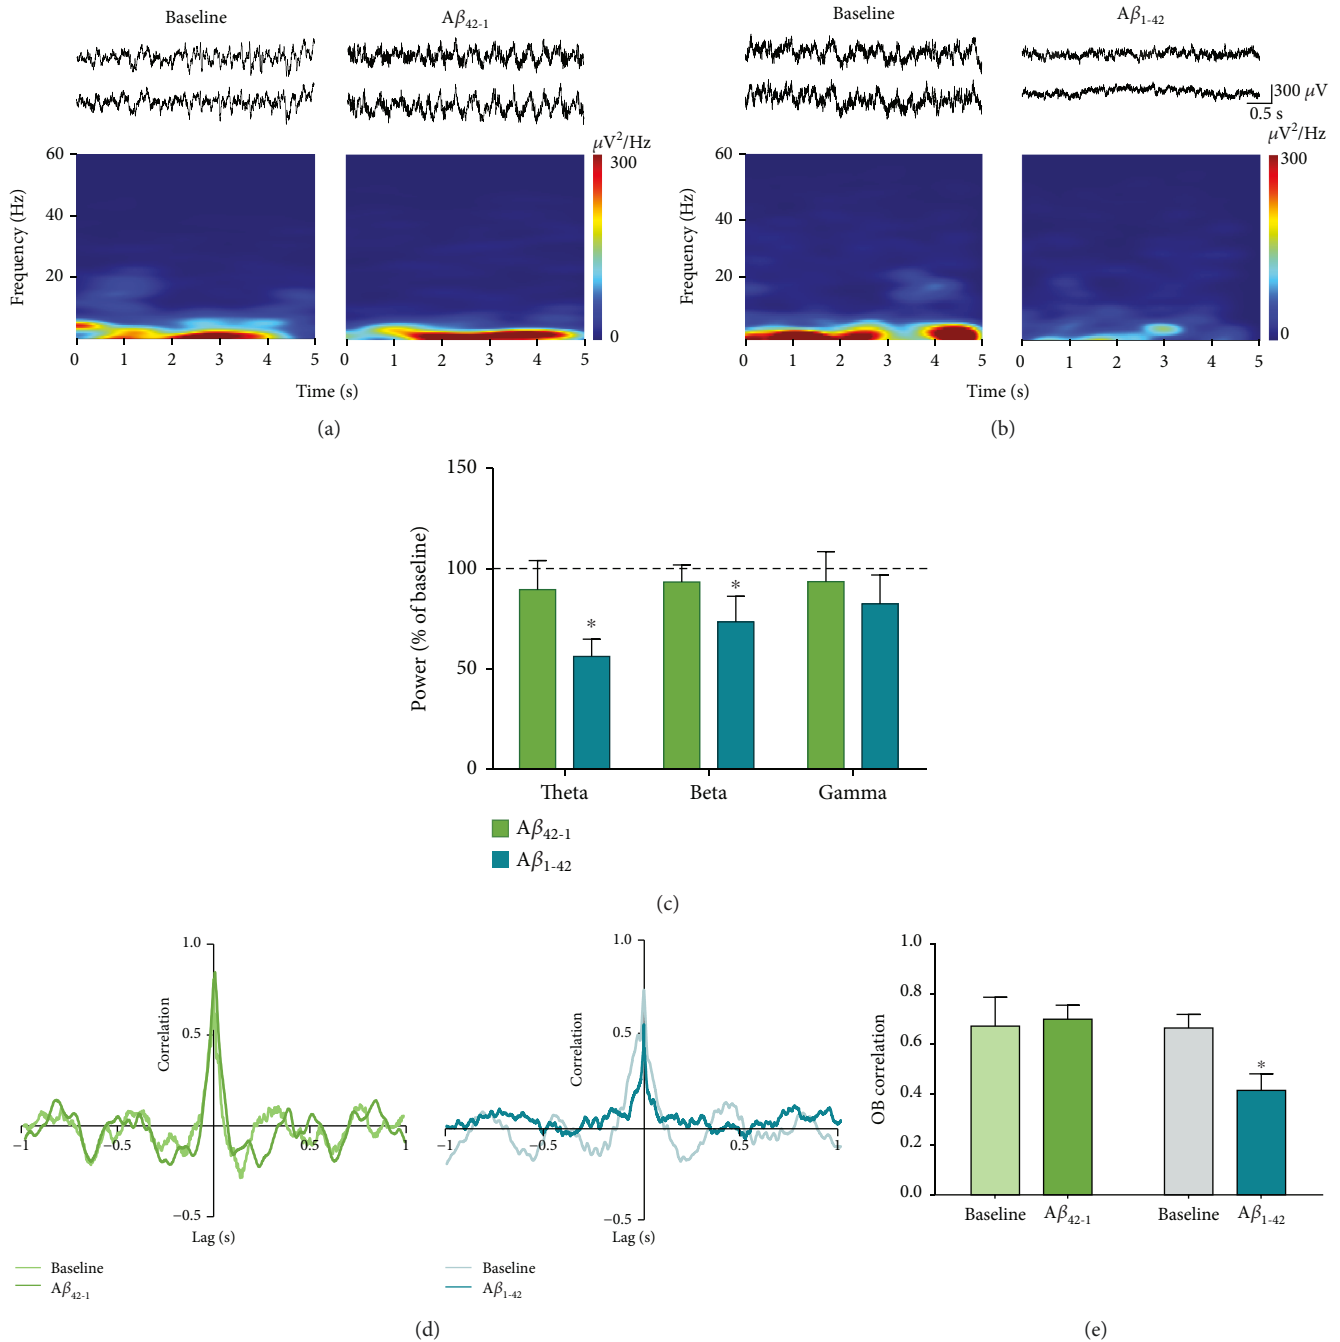 Baseline
Aβ42-1
Baseline
Aβ1-42
300 μV
0.5 s
μV²/Hz
300
0
60
40
20
Frequency (Hz)
0 1 2 3 4 5
0 1 2 3 4 5
Time (s)
(a)
μV²/Hz
300
0
60
40
20
Frequency (Hz)
0 1 2 3 4 5
0 1 2 3 4 5
Time (s)
(b)
150
100
50
0
Power (% of baseline)
*
*
Theta Beta Gamma
Aβ42-1
Aβ1-42
(c)
1.0
0.5
−0.5
Correlation
−1 −0.5 0.5 1
Lag (s)
Baseline
Aβ42-1
1.0
0.5
−0.5
Correlation
−1 −0.5 0.5 1
Lag (s)
Baseline
Aβ1-42
(d)
1.0
0.8
0.6
0.4
0.2
0.0
OB correlation
*
Baseline Aβ42-1 Baseline Aβ1-42
(e)